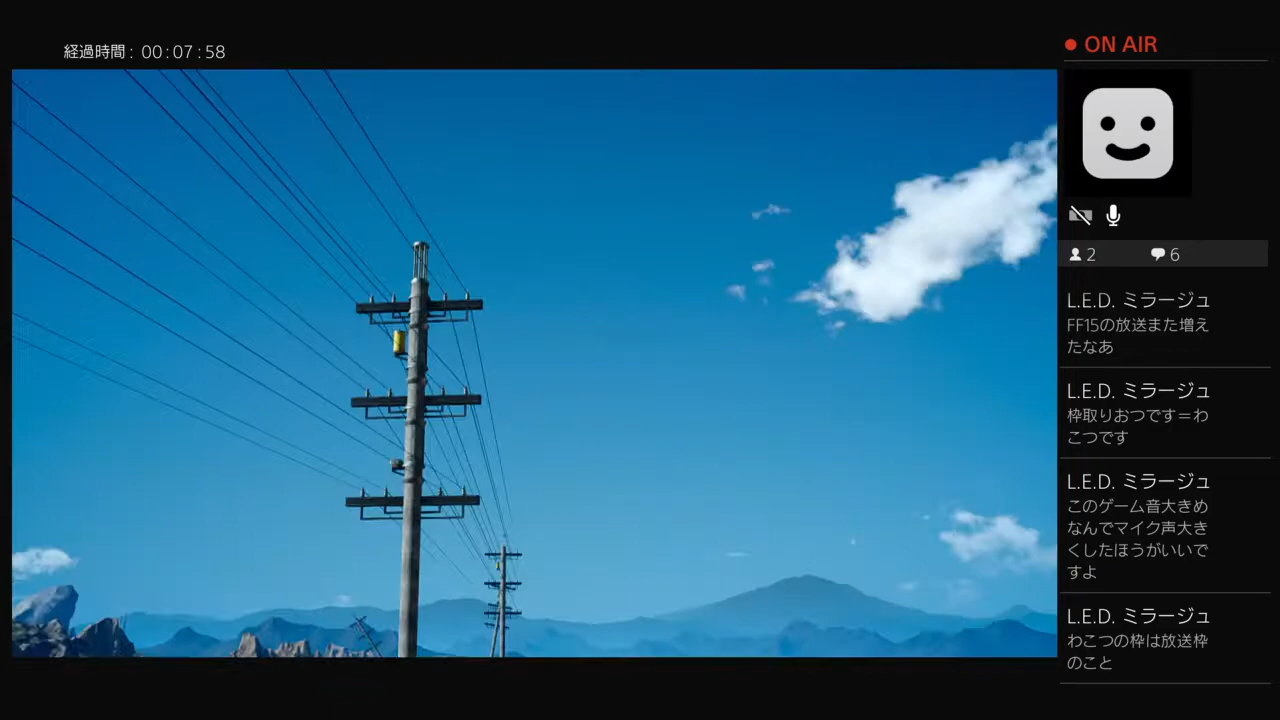 経過時間 : 00:07:58
ON AIR
2
6
L.E.D. ミラージュ
FF15の放送また増え
たなあ
L.E.D. ミラージュ
枠取りおつです＝わ
こつです
L.E.D. ミラージュ
このゲーム音大きめ
なんでマイク声大き
くしたほうがいいで
すよ
L.E.D. ミラージュ
わこつの枠は放送枠
のこと